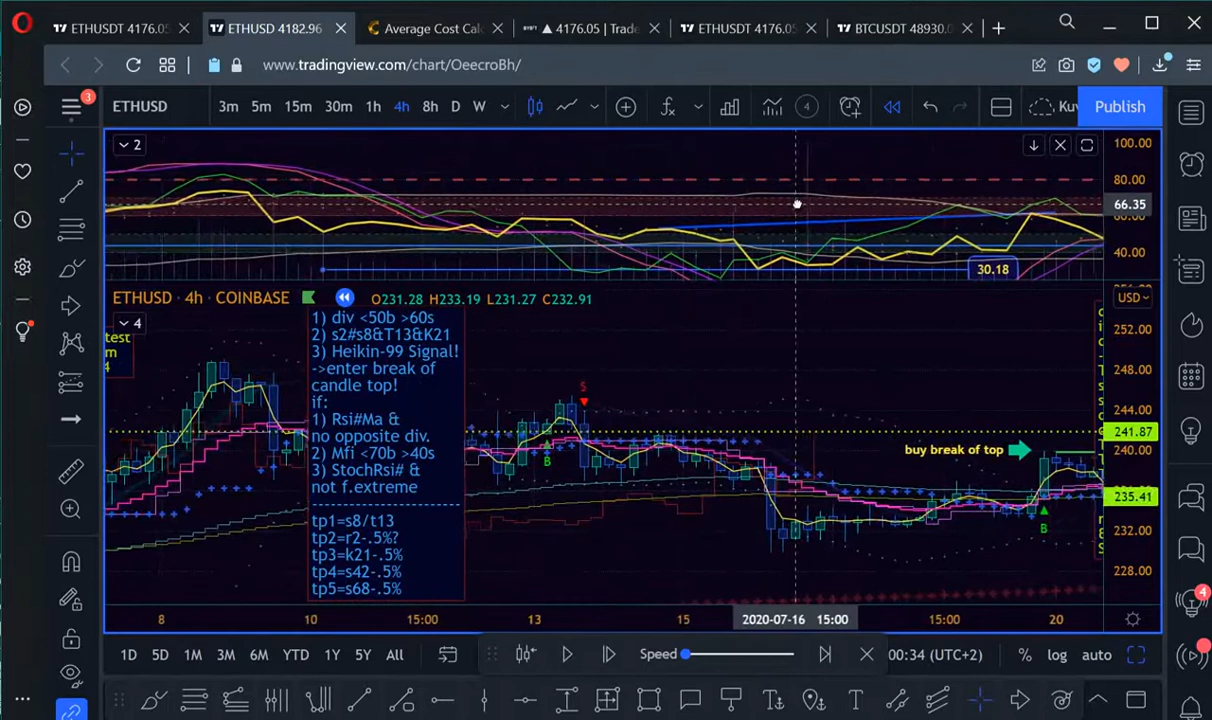 ETHUSDT 4176.05
ETHUSD 4182.96
Average Cost Calc
▲ 4176.05 | Trade
ETHUSDT 4176.05
BTCUSDT 48930.0
www.tradingview.com/chart/OeecroBh/
3
ETHUSD
3m 5m 15m 30m 1h 4h 8h D W
4
Publish
2
100.00
80.00
66.35
60.00
40.00
30.18
ETHUSD · 4h · COINBASE
O231.28 H233.19 L231.27 C232.91
USD
4
test
m
4
1) div <50b >60s
2) s2#s8&T13&K21
3) Heikin-99 Signal!
->enter break of
candle top!
if:
1) Rsi#Ma &
no opposite div.
2) Mfi <70b >40s
3) StochRsi# &
not f.extreme
tp1=s8/t13
tp2=r2-.5%?
tp3=k21-.5%
tp4=s42-.5%
tp5=s68-.5%
B
S
buy break of top
B
252.00
248.00
244.00
241.87
240.00
235.41
232.00
228.00
8 10 15:00 13 15 2020-07-16 15:00 15:00 20
1D 5D 1M 3M 6M YTD 1Y 5Y All
Speed
00:34 (UTC+2)
% log auto
4